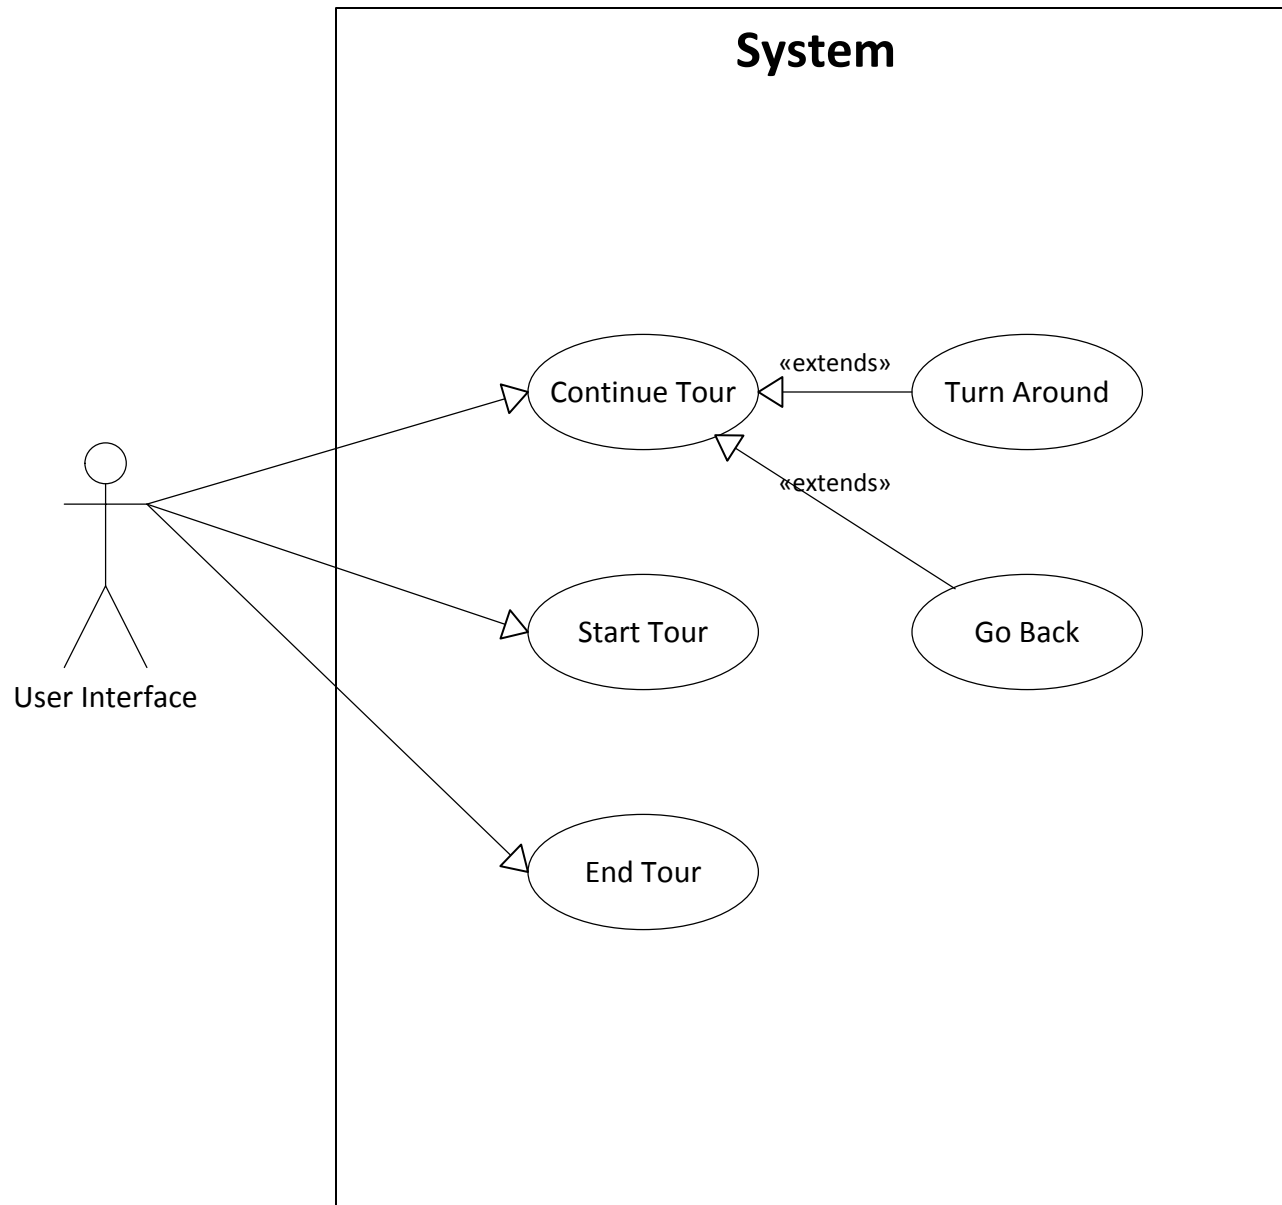 System
«extends»
Continue Tour
Turn Around
«extends»
Start Tour
Go Back
User Interface
End Tour